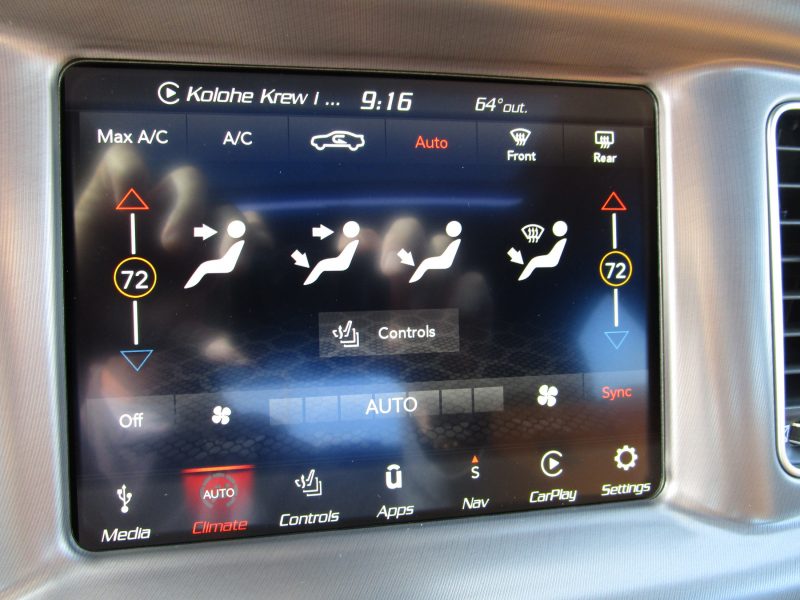 Kolohe Krew i ... 9:16 64° out.
Max A/C A/C Auto Front Rear
72 72
Controls
Off AUTO Sync
AUTO S
Media Climate Controls Apps Nav CarPlay Settings